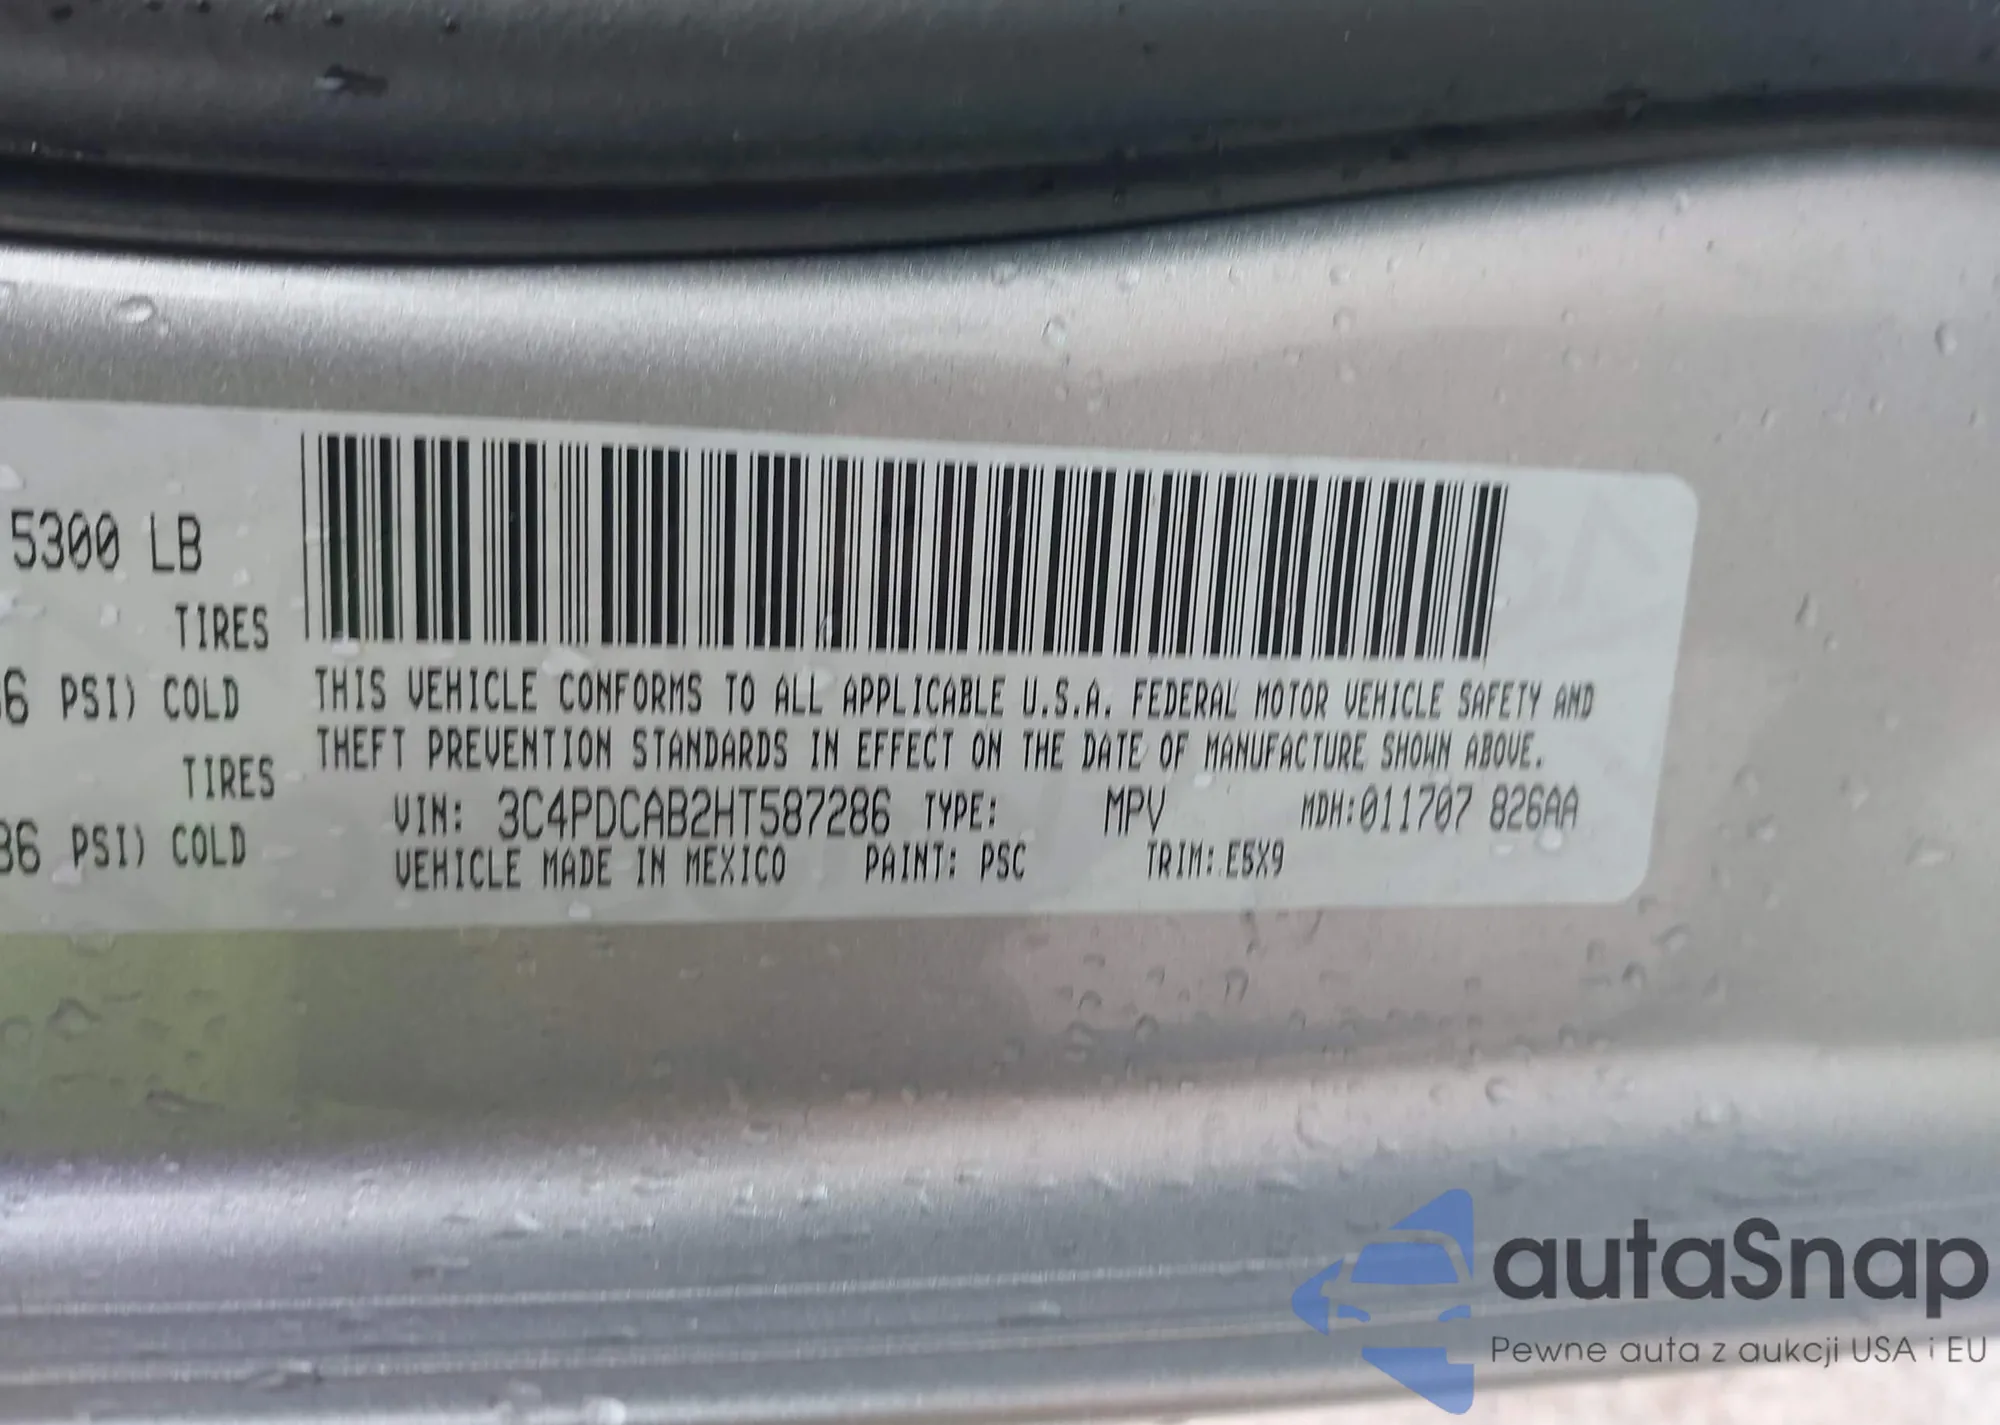 5300 LB
TIRES
36 PSI) COLD
TIRES
36 PSI) COLD
THIS VEHICLE CONFORMS TO ALL APPLICABLE U.S.A. FEDERAL MOTOR VEHICLE SAFETY AND
THEFT PREVENTION STANDARDS IN EFFECT ON THE DATE OF MANUFACTURE SHOWN ABOVE.
VIN: 3C4PDCAB2HT587286 TYPE: MPV MDH:011707 826AA
VEHICLE MADE IN MEXICO PAINT: PSC TRIM: E5X9
autaSnap
Pewne auta z aukcji USA i EU